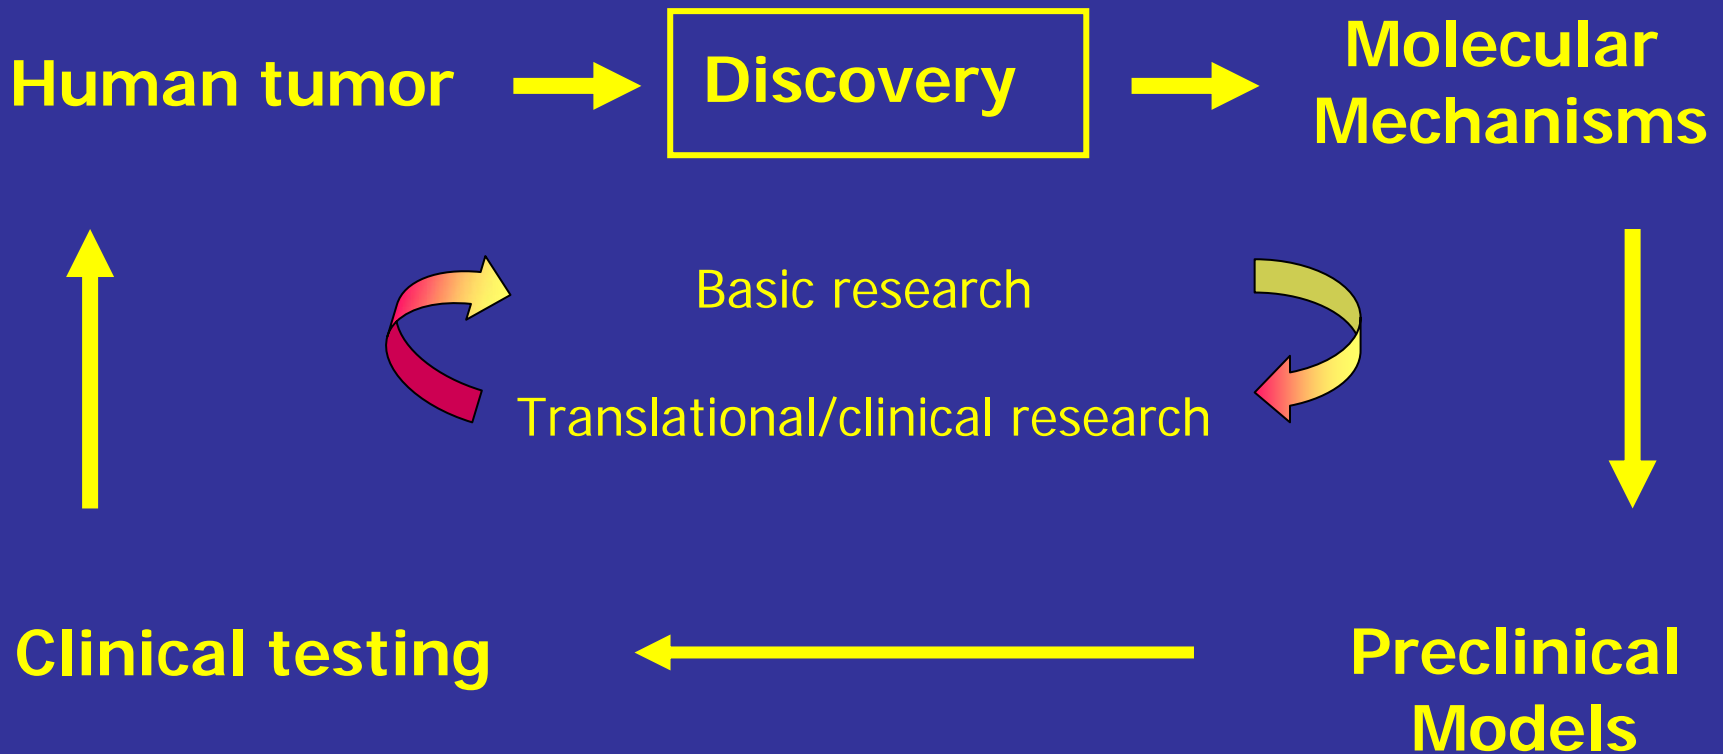 Human tumor
Discovery
Molecular
Mechanisms
Basic research
Translational/clinical research
Clinical testing
Preclinical
Models